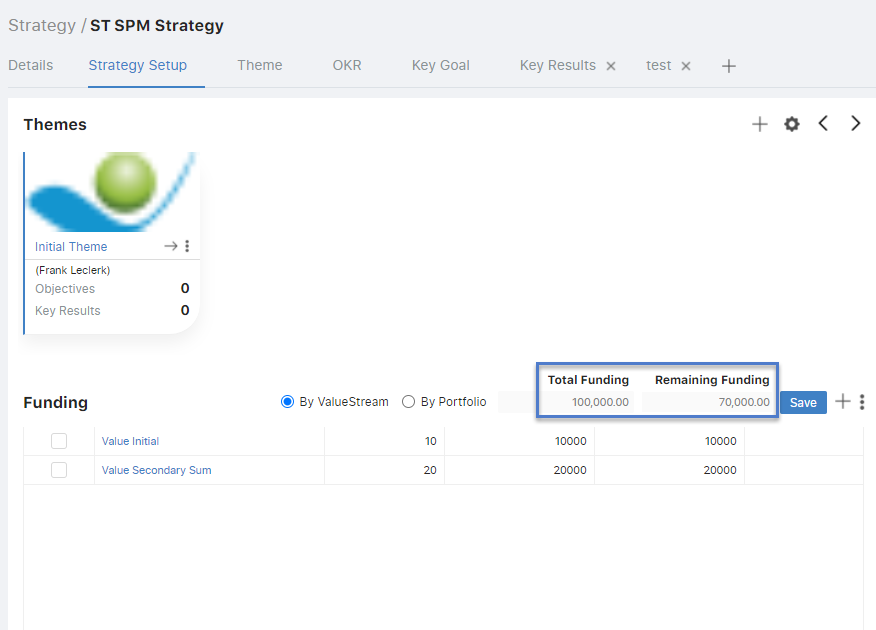 Strategy / ST SPM Strategy
Details Strategy Setup Theme OKR Key Goal Key Results test
Themes
Initial Theme
(Frank Leclerk)
Objectives 0
Key Results 0
Total Funding Remaining Funding
Funding By ValueStream By Portfolio 100,000.00 70,000.00 Save
Value Initial 10 10000 10000
Value Secondary Sum 20 20000 20000